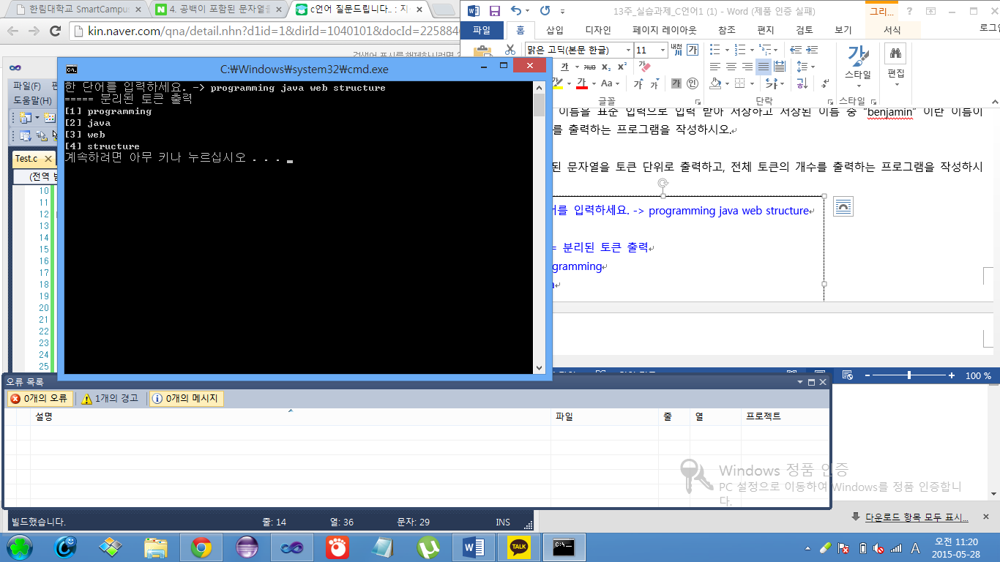 한림대학교 SmartCampus
4. 공백이 포함된 문자열을
c언어 질문드립니다.. : 지식
kin.naver.com/qna/detail.nhn?d1id=1&dirId=1040101&docId=2258846
13주_실습과제_C언어1 (1) - Word (제품 인증 실패)
그리...
파일
홈
삽입
디자인
페이지 레이아웃
참조
편지
검토
보기
서식
로그인
맑은 고딕(본문 한글)
11
내천
가
가
abc
x₂
x²
가
가
Aa
가
가
가
가
스타일
편집
글꼴
단락
스타일
이름을 표준 입력으로 입력 받아 저장하고 저장된 이름 중 “benjamin” 이란 이름이
를 출력하는 프로그램을 작성하시오.
된 문자열을 토큰 단위로 출력하고, 전체 토큰의 개수를 출력하는 프로그램을 작성하시
어를 입력하세요. -> programming java web structure
= 분리된 토큰 출력
gramming
a
100 %
파일(F)
도움말(H)
Test.c
(전역 범
10
11
12
13
14
15
16
17
18
19
20
21
22
23
24
25
C:₩Windows₩system32₩cmd.exe
한 단어를 입력하세요. -> programming java web structure
===== 분리된 토큰 출력
[1] programming
[2] java
[3] web
[4] structure
계속하려면 아무 키나 누르십시오 . . .
오류 목록
0개의 오류
1개의 경고
0개의 메시지
설명
파일
줄
열
프로젝트
Windows 정품 인증
PC 설정으로 이동하여 Windows를 정품 인증합니
다.
빌드했습니다.
줄: 14
열: 36
문자: 29
INS
다운로드 항목 모두 표시...
TALK
A
오전 11:20
2015-05-28